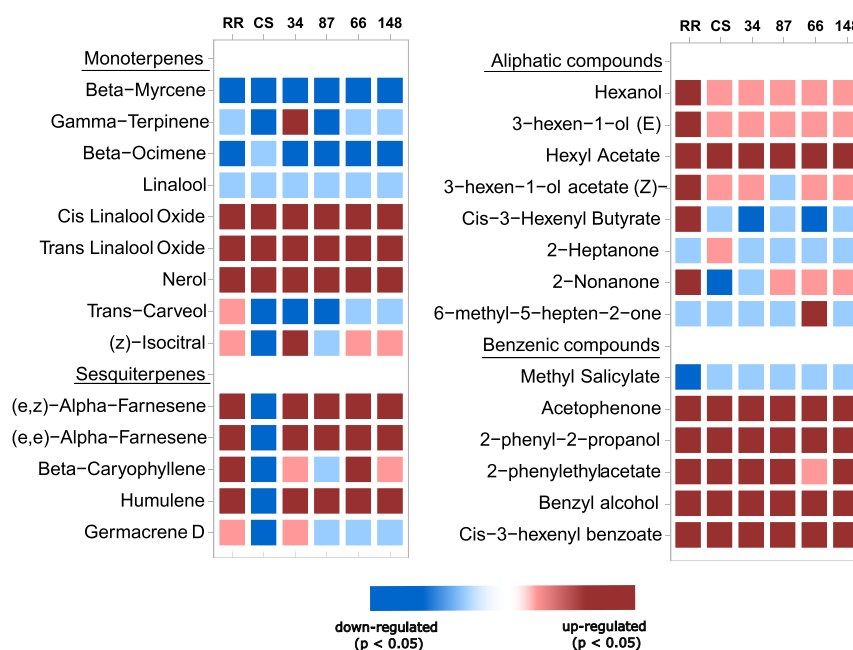 RR CS 34 87 66 148
Monoterpenes
Beta−Myrcene
Gamma−Terpinene
Beta−Ocimene
Linalool
Cis Linalool Oxide
Trans Linalool Oxide
Nerol
Trans−Carveol
(z)−Isocitral
Sesquiterpenes
(e,z)−Alpha−Farnesene
(e,e)−Alpha−Farnesene
Beta−Caryophyllene
Humulene
Germacrene D
RR CS 34 87 66 148
Aliphatic compounds
Hexanol
3−hexen−1−ol (E)
Hexyl Acetate
3−hexen−1−ol acetate (Z)−
Cis−3−Hexenyl Butyrate
2−Heptanone
2−Nonanone
6−methyl−5−hepten−2−one
Benzenic compounds
Methyl Salicylate
Acetophenone
2−phenyl−2−propanol
2−phenylethylacetate
Benzyl alcohol
Cis−3−hexenyl benzoate
down-regulated
(p < 0.05)
up-regulated
(p < 0.05)